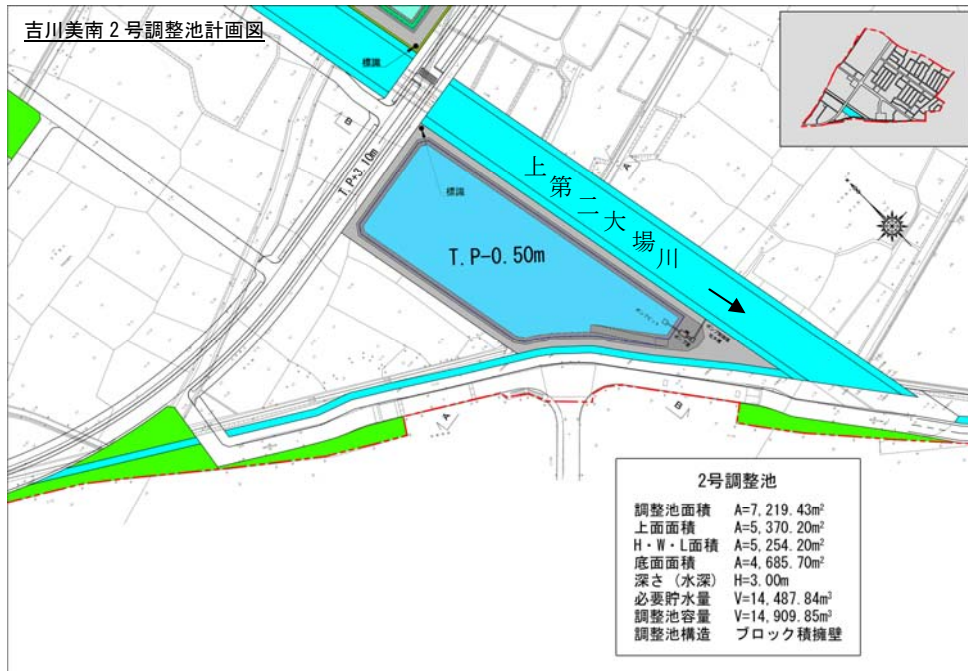 吉川美南2号調整池計画図
標識
B
T.P+3.10m
標識
A
上第二大場川
T.P-0.50m
A
B
2号調整池
調整池面積 A=7,219.43m²
上面面積 A=5,370.20m²
H・W・L面積 A=5,254.20m²
底面面積 A=4,685.70m²
深さ（水深） H=3.00m
必要貯水量 V=14,487.84m³
調整池容量 V=14,909.85m³
調整池構造 ブロック積擁壁